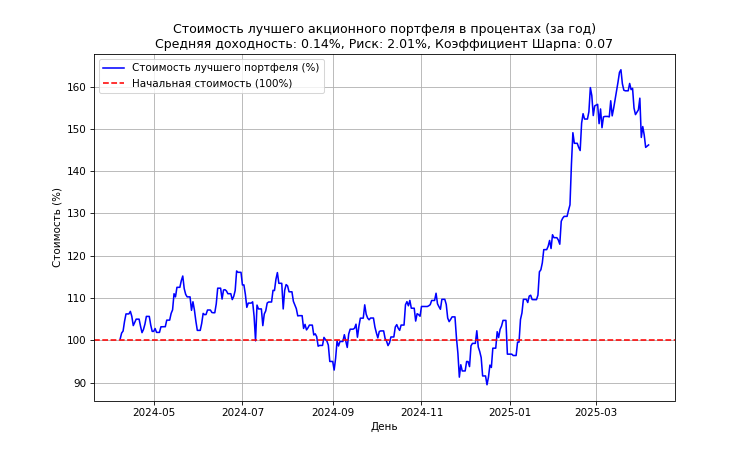 Стоимость лучшего акционного портфеля в процентах (за год)
Средняя доходность: 0.14%, Риск: 2.01%, Коэффициент Шарпа: 0.07
Стоимость лучшего портфеля (%)
Начальная стоимость (100%)
Стоимость (%)
160
150
140
130
120
110
100
90
2024-05
2024-07
2024-09
2024-11
2025-01
2025-03
День